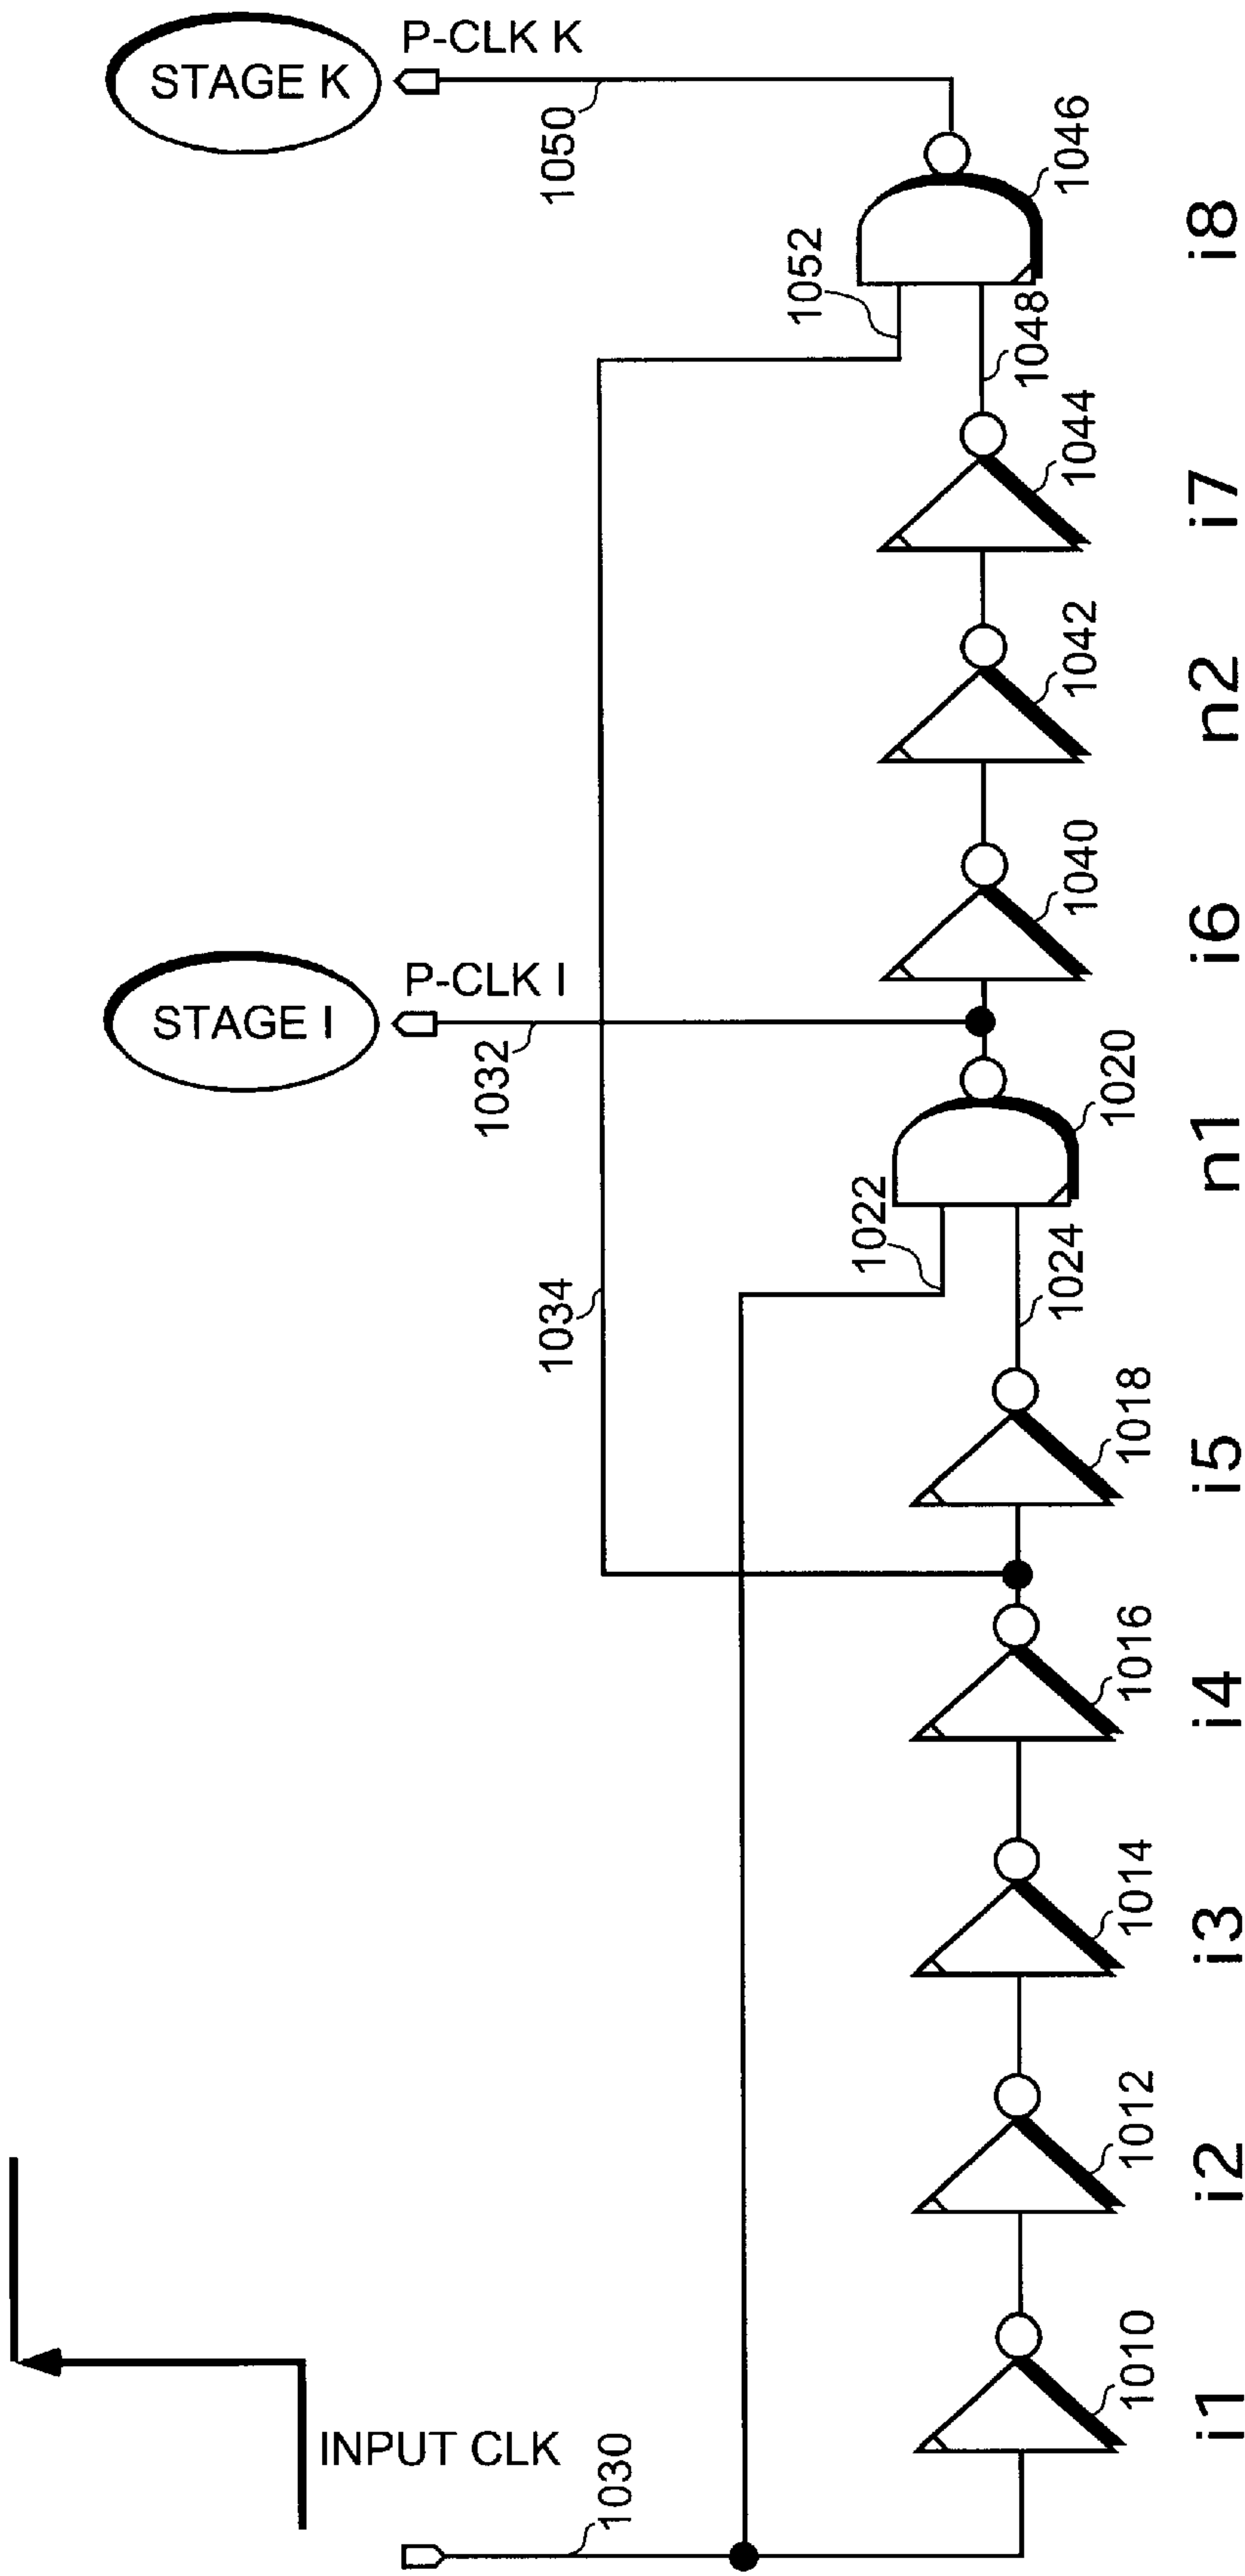 STAGE I
STAGE K
P-CLK I
P-CLK K
INPUT CLK
1030
1034
1032
1050
1022
1024
1052
1048
1010
1012
1014
1016
1018
1020
1040
1042
1044
1046
i1
i2
i3
i4
i5
n1
i6
n2
i7
i8